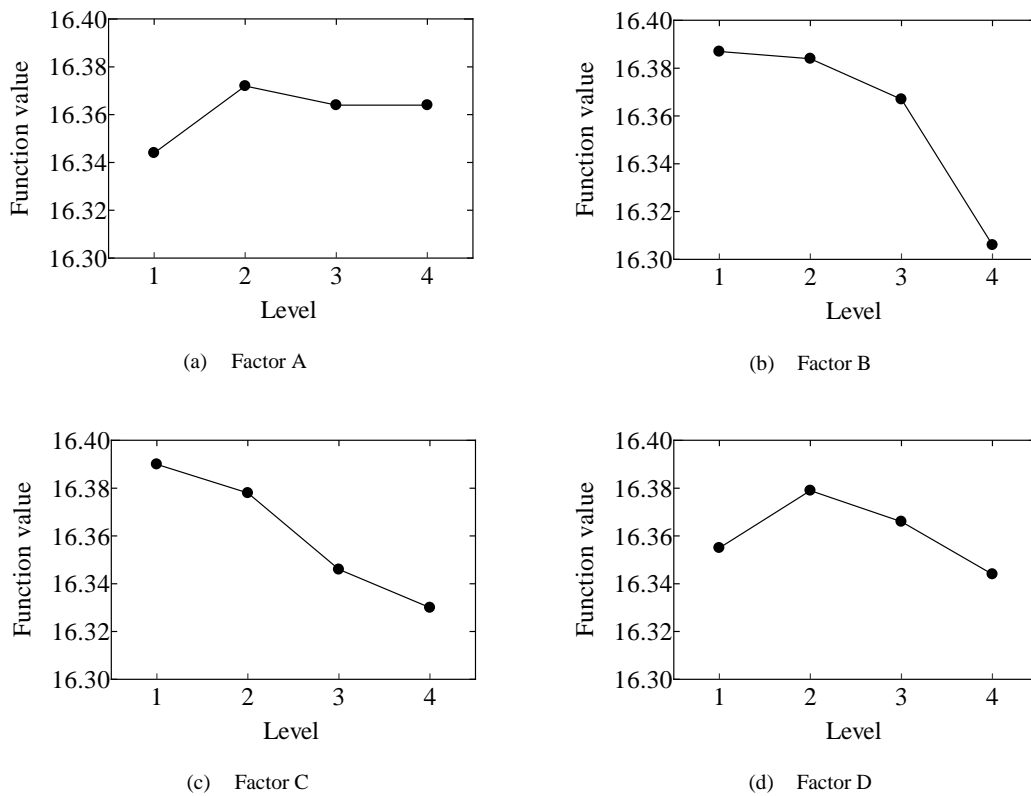 16.40
16.38
16.36
16.34
16.32
16.30
Function value
1 2 3 4
Level
(a) Factor A
16.40
16.38
16.36
16.34
16.32
16.30
Function value
1 2 3 4
Level
(b) Factor B
16.40
16.38
16.36
16.34
16.32
16.30
Function value
1 2 3 4
Level
(c) Factor C
16.40
16.38
16.36
16.34
16.32
16.30
Function value
1 2 3 4
Level
(d) Factor D